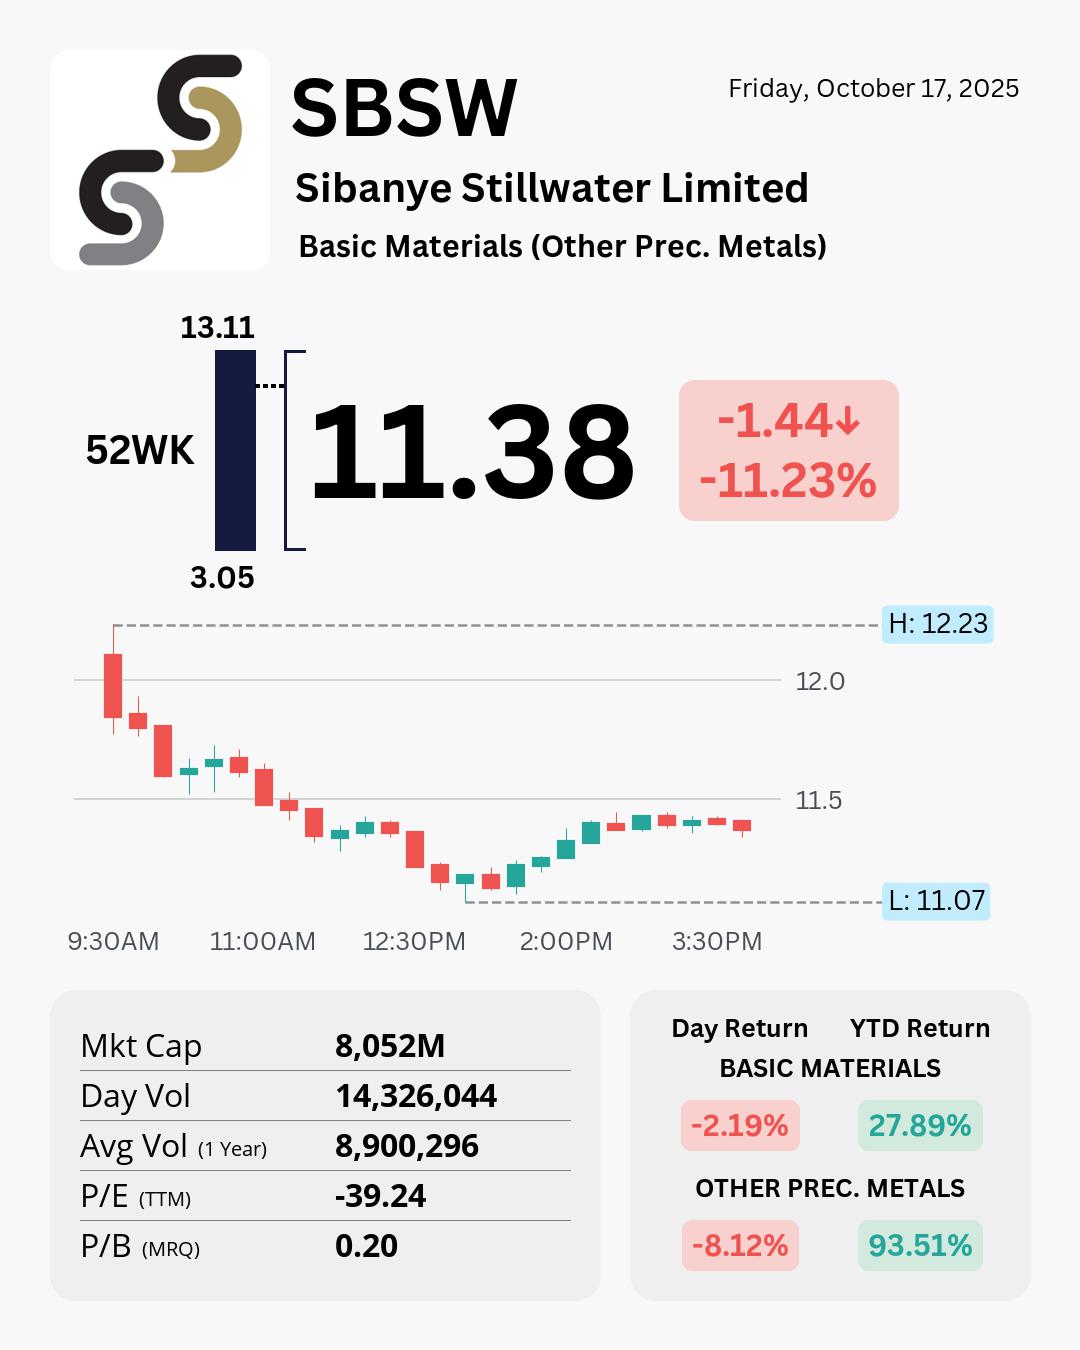 SBSW
Friday, October 17, 2025
Sibanye Stillwater Limited
Basic Materials (Other Prec. Metals)
13.11
52WK
3.05
11.38
-1.44↓
-11.23%
H: 12.23
12.0
11.5
L: 11.07
9:30AM 11:00AM 12:30PM 2:00PM 3:30PM
Mkt Cap 8,052M
Day Vol 14,326,044
Avg Vol (1 Year) 8,900,296
P/E (TTM) -39.24
P/B (MRQ) 0.20
Day Return YTD Return
BASIC MATERIALS
-2.19% 27.89%
OTHER PREC. METALS
-8.12% 93.51%